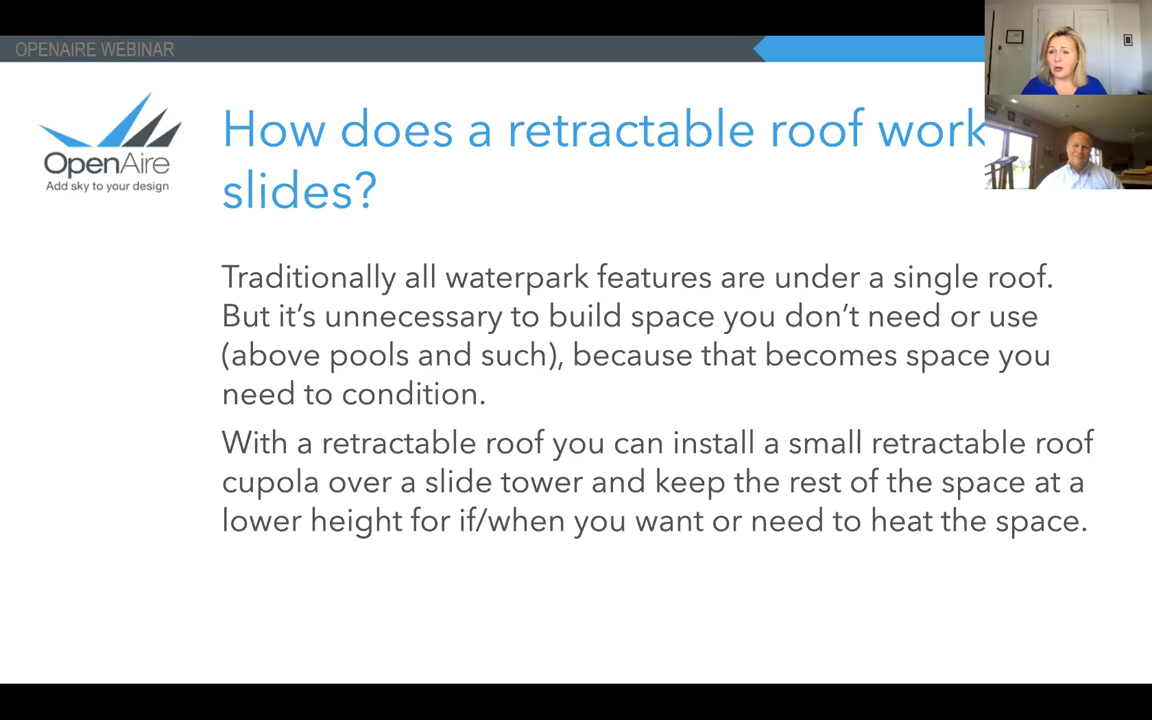 OPENAIRE WEBINAR
OpenAire
Add sky to your design
How does a retractable roof work
slides?
Traditionally all waterpark features are under a single roof.
But it’s unnecessary to build space you don’t need or use
(above pools and such), because that becomes space you
need to condition.
With a retractable roof you can install a small retractable roof
cupola over a slide tower and keep the rest of the space at a
lower height for if/when you want or need to heat the space.